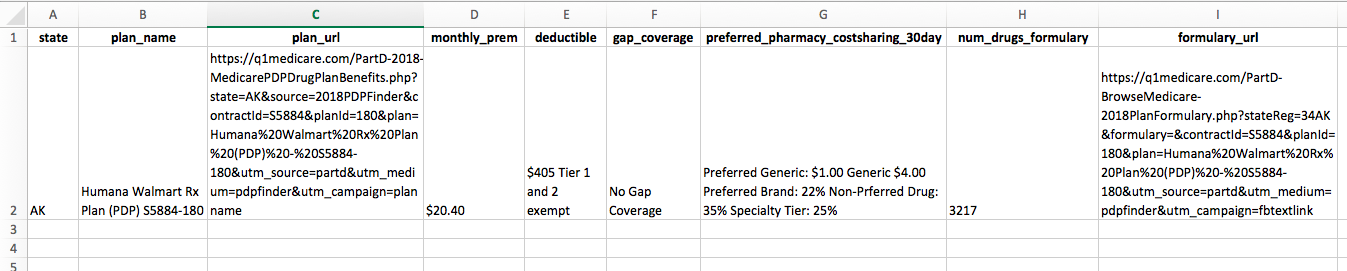 A B C D E F G H I
1 state plan_name plan_url monthly_prem deductible gap_coverage preferred_pharmacy_costsharing_30day num_drugs_formulary formulary_url
2 AK
Humana Walmart Rx
Plan (PDP) S5884-180
https://q1medicare.com/PartD-2018-
MedicarePDPDrugPlanBenefits.php?
state=AK&source=2018PDPFinder&c
ontractId=S5884&planId=180&plan=
Humana%20Walmart%20Rx%20Plan
%20(PDP)%20-%20S5884-
180&utm_source=partd&utm_medi
um=pdpfinder&utm_campaign=plan
name
$20.40
$405 Tier 1
and 2
exempt
No Gap
Coverage
Preferred Generic: $1.00 Generic $4.00
Preferred Brand: 22% Non-Prferred Drug:
35% Specialty Tier: 25%
3217
https://q1medicare.com/PartD-
BrowseMedicare-
2018PlanFormulary.php?stateReg=34AK
&formulary=&contractId=S5884&planId=
180&plan=Humana%20Walmart%20Rx%
20Plan%20(PDP)%20-%20S5884-
180&utm_source=partd&utm_medium=
pdpfinder&utm_campaign=fbtextlink
3
4
5